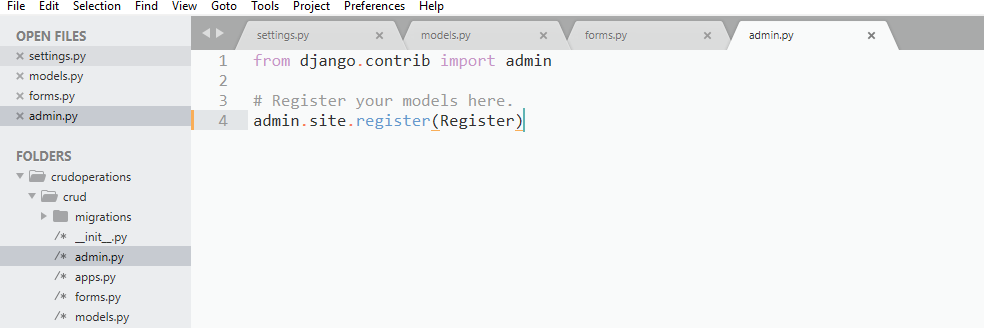 File Edit Selection Find View Goto Tools Project Preferences Help
OPEN FILES
settings.py
models.py
forms.py
admin.py
FOLDERS
crudoperations
crud
migrations
/* __init__.py
/* admin.py
/* apps.py
/* forms.py
/* models.py
settings.py models.py forms.py admin.py
1 from django.contrib import admin
2
3 # Register your models here.
4 admin.site.register(Register)